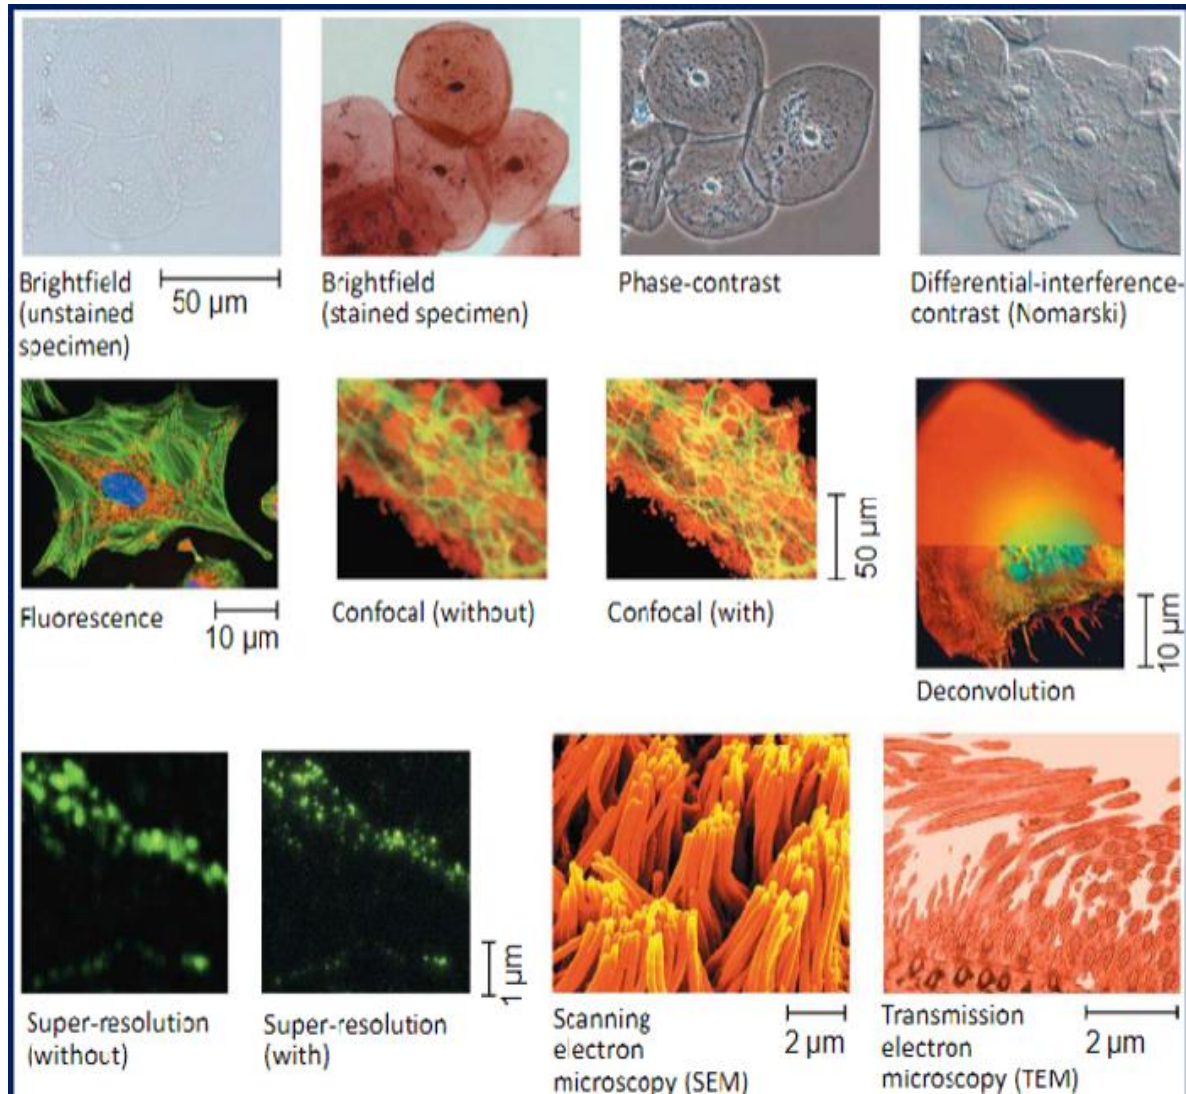 Brightfield
(unstained
specimen)
50 µm
Brightfield
(stained specimen)
Phase-contrast
Differential-interference-
contrast (Nomarski)
Fluorescence
10 µm
Confocal (without)
Confocal (with)
50 µm
Deconvolution
10 µm
Super-resolution
(without)
Super-resolution
(with)
1 µm
Scanning
electron
microscopy (SEM)
2 µm
Transmission
electron
microscopy (TEM)
2 µm